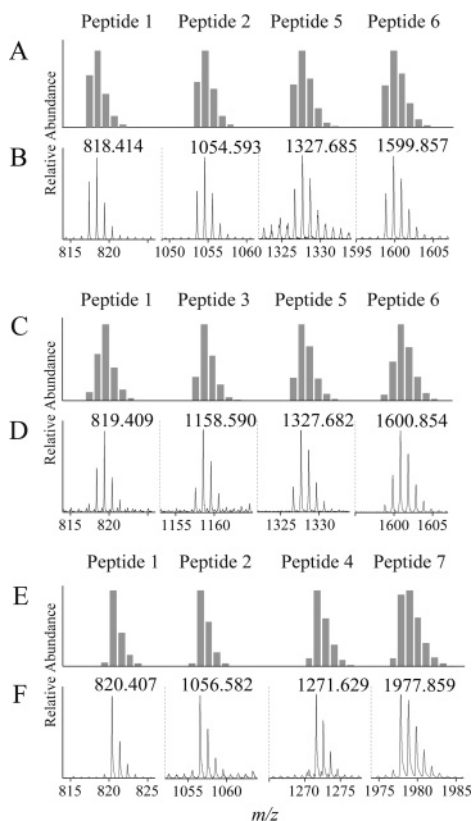 Peptide 1 Peptide 2 Peptide 5 Peptide 6
A
B
Relative Abundance
818.414 1054.593 1327.685 1599.857
815 820 1050 1055 1060 1325 1330 1595 1600 1605
Peptide 1 Peptide 3 Peptide 5 Peptide 6
C
D
Relative Abundance
819.409 1158.590 1327.682 1600.854
815 820 1155 1160 1325 1330 1600 1605
Peptide 1 Peptide 2 Peptide 4 Peptide 7
E
F
Relative Abundance
820.407 1056.582 1271.629 1977.859
815 820 825 1055 1060 1270 1275 1975 1980 1985
m/z